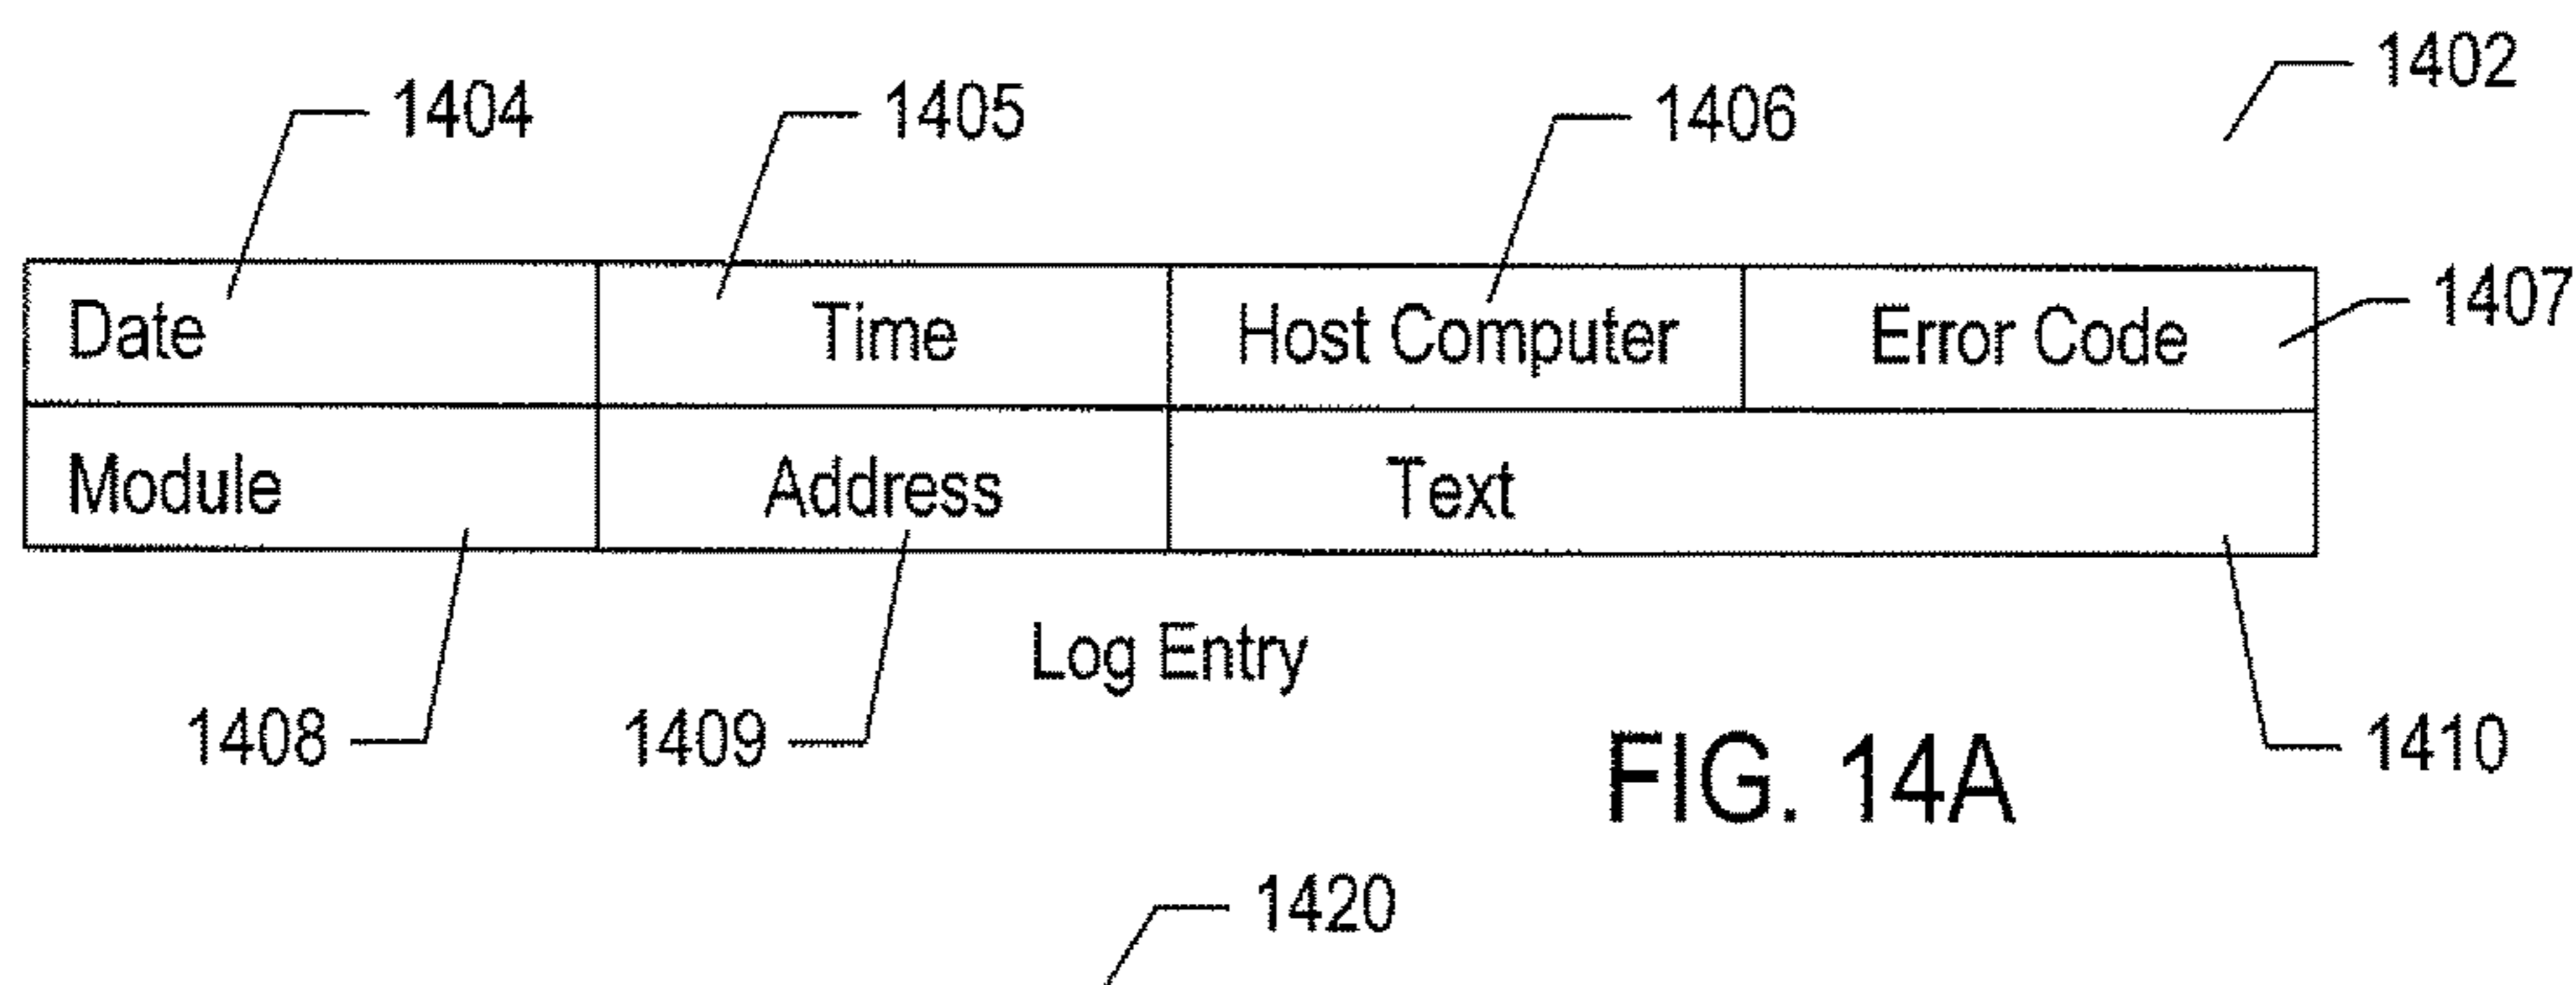 1402
1404 1405 1406
Date Time Host Computer Error Code 1407
Module Address Text
Log Entry
1408 1409 1410
FIG. 14A
1420